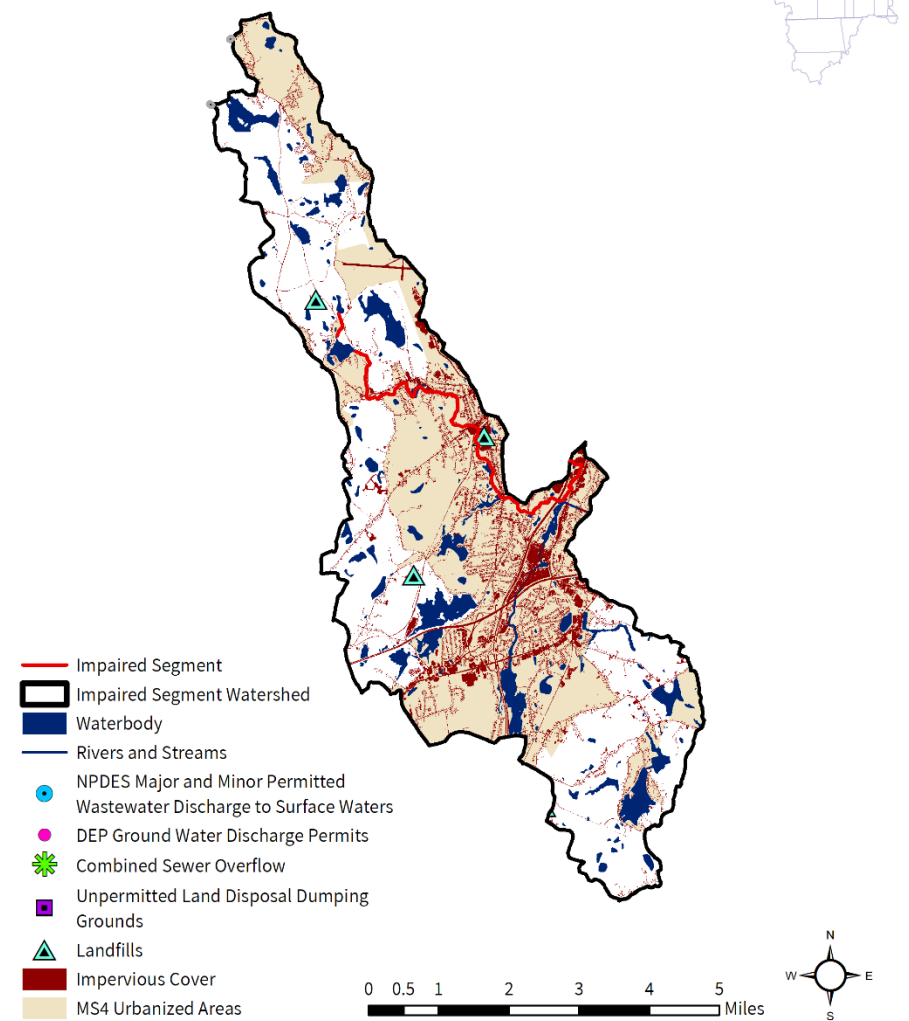 Impaired Segment
Impaired Segment Watershed
Waterbody
Rivers and Streams
NPDES Major and Minor Permitted
Wastewater Discharge to Surface Waters
DEP Ground Water Discharge Permits
Combined Sewer Overflow
Unpermitted Land Disposal Dumping
Grounds
Landfills
Impervious Cover
MS4 Urbanized Areas
0 0.5 1 2 3 4 5
Miles
N
W E
S